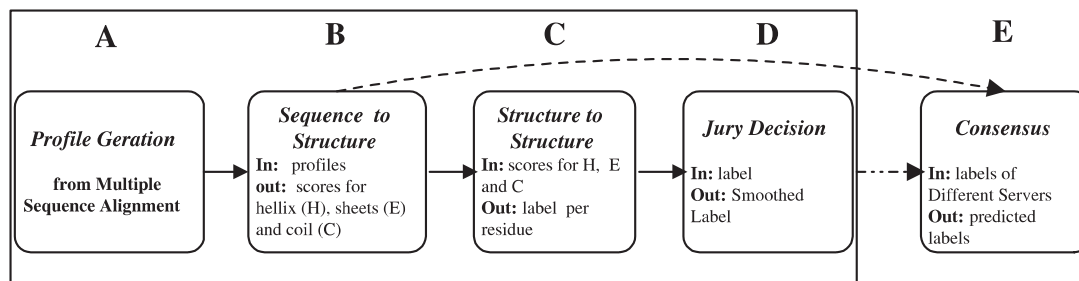 A
B
C
D
E
Profile Geration
from Multiple
Sequence Alignment
Sequence to
Structure
In: profiles
out: scores for
hellix (H), sheets (E)
and coil (C)
Structure to
Structure
In: scores for H, E
and C
Out: label per
residue
Jury Decision
In: label
Out: Smoothed
Label
Consensus
In: labels of
Different Servers
Out: predicted
labels